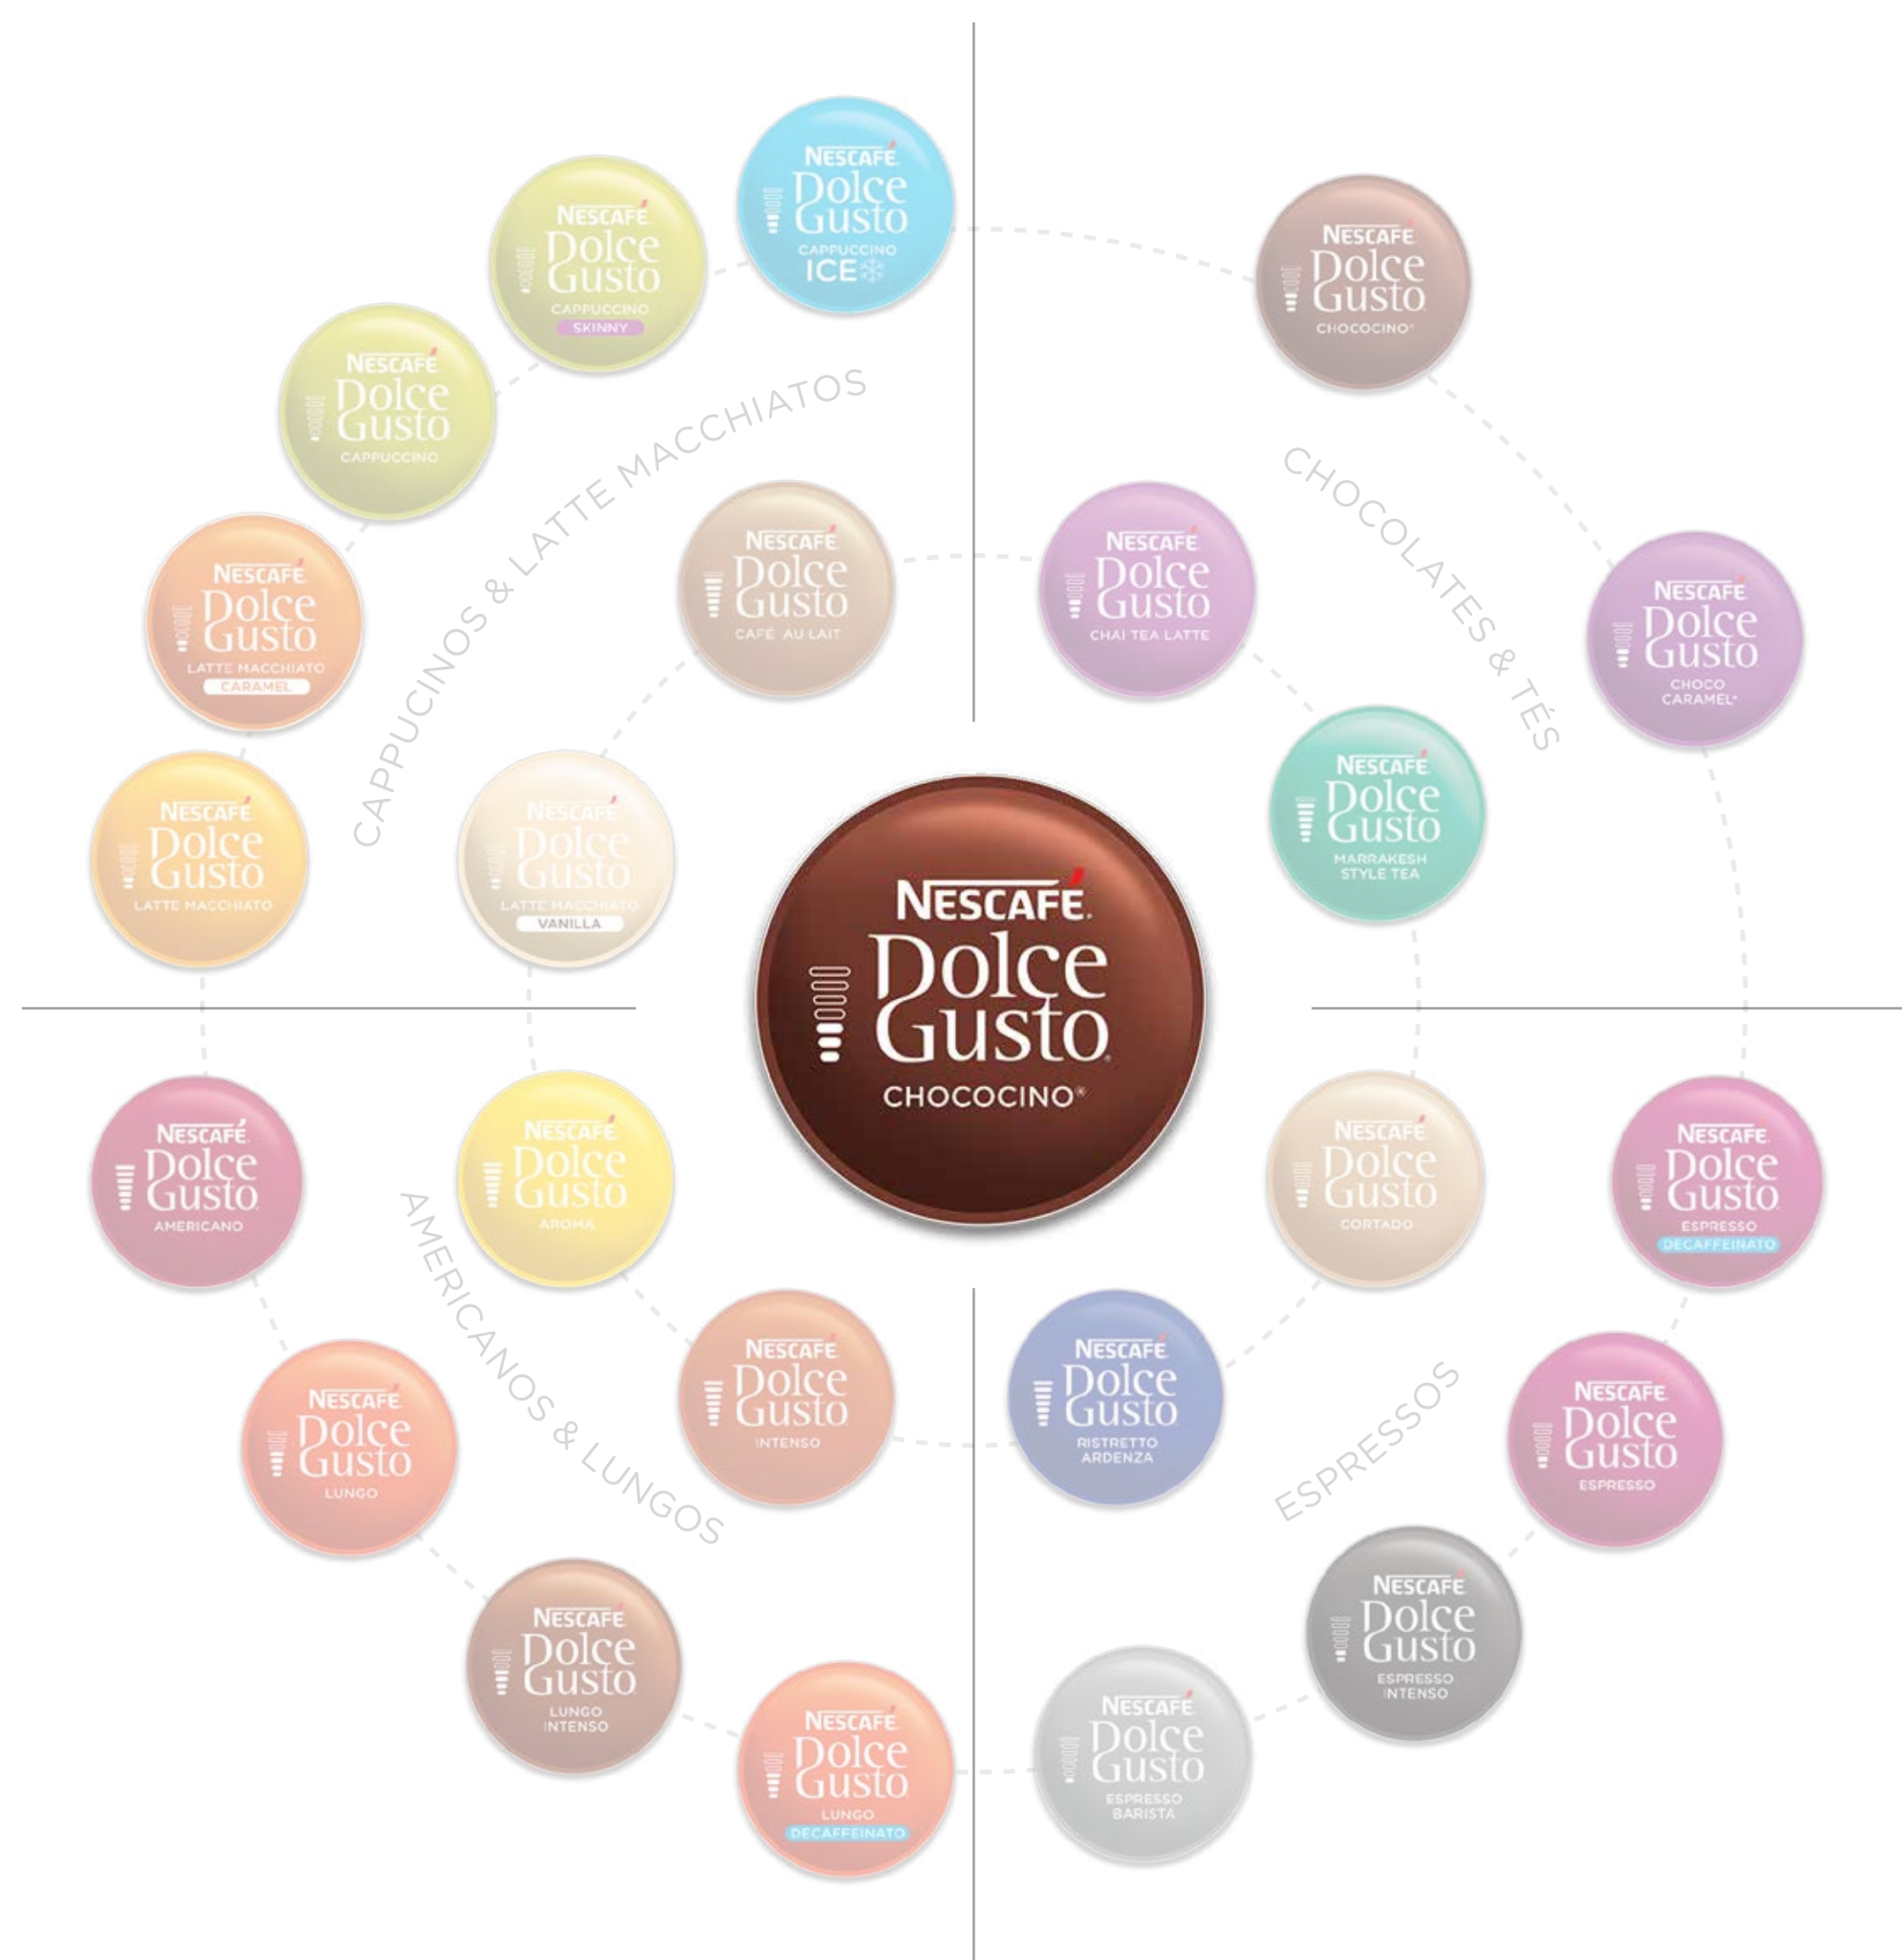 NESCAFÉ
Dolce
Gusto
CAPPUCCINO
ICE
NESCAFÉ
Dolce
Gusto
CAPPUCCINO
SKINNY
NESCAFÉ
Dolce
Gusto
CAPPUCCINO
NESCAFÉ
Dolce
Gusto
LATTE MACCHIATO
CARAMEL
NESCAFÉ
Dolce
Gusto
LATTE MACCHIATO
CAPPUCINOS & LATTE MACCHIATOS
NESCAFÉ
Dolce
Gusto
CAFÉ AU LAIT
NESCAFÉ
Dolce
Gusto
LATTE MACCHIATO
VANILLA
NESCAFÉ
Dolce
Gusto
CHOCOCINO®
CHOCOLATES & TÉS
NESCAFÉ
Dolce
Gusto
CHAI TEA LATTE
NESCAFÉ
Dolce
Gusto
CHOCO
CARAMEL*
NESCAFÉ
Dolce
Gusto
MARRAKESH
STYLE TEA
NESCAFÉ®
Dolce
Gusto®
CHOCOCINO®
NESCAFÉ
Dolce
Gusto
AMERICANO
NESCAFÉ
Dolce
Gusto
AROMA
AMERICANOS & LUNGOS
NESCAFÉ
Dolce
Gusto
LUNGO
NESCAFÉ
Dolce
Gusto
INTENSO
NESCAFÉ
Dolce
Gusto
LUNGO
INTENSO
NESCAFÉ
Dolce
Gusto
LUNGO
DECAFFEINATO
NESCAFÉ
Dolce
Gusto
CORTADO
NESCAFÉ
Dolce
Gusto
ESPRESSO
DECAFFEINATO
NESCAFÉ
Dolce
Gusto
RISTRETTO
ARDENZA
ESPRESSOS
NESCAFÉ
Dolce
Gusto
ESPRESSO
NESCAFÉ
Dolce
Gusto
ESPRESSO
INTENSO
NESCAFÉ
Dolce
Gusto
ESPRESSO
BARISTA